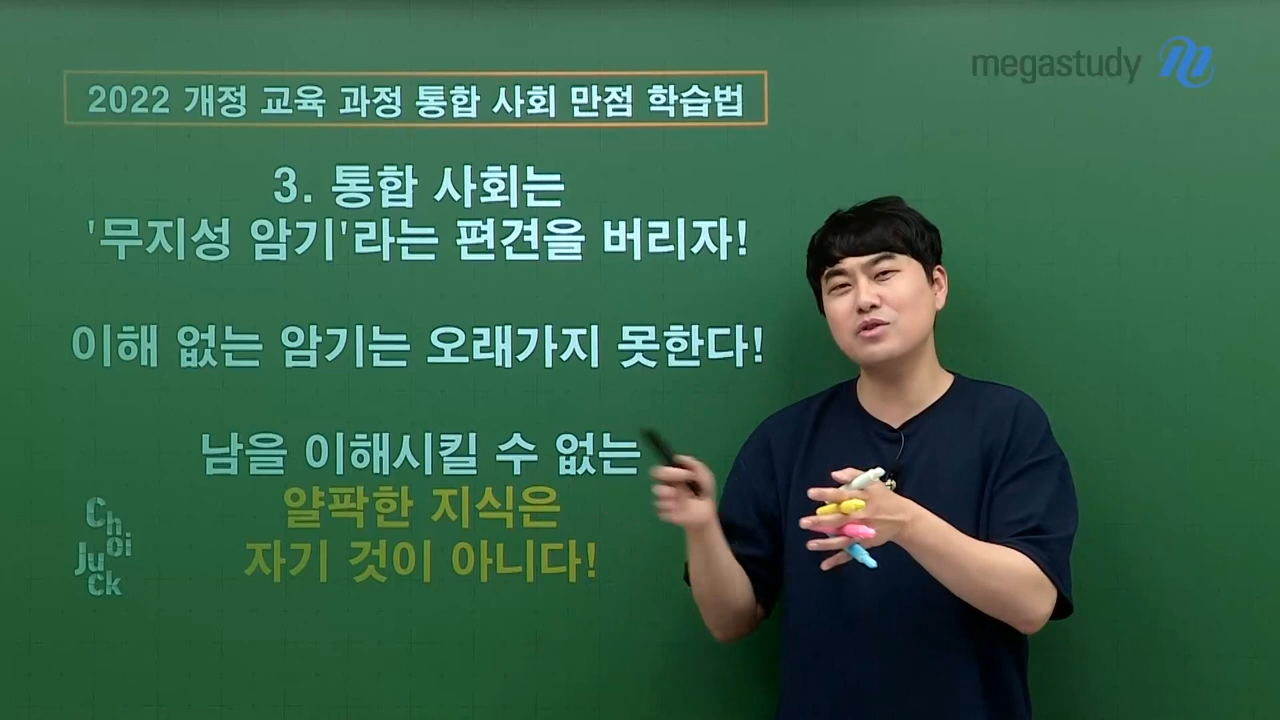 megastudy
2022 개정 교육 과정 통합 사회 만점 학습법
3. 통합 사회는
'무지성 암기'라는 편견을 버리자!
이해 없는 암기는 오래가지 못한다!
남을 이해시킬 수 없는
얄팍한 지식은
자기 것이 아니다!
Choi
Juck